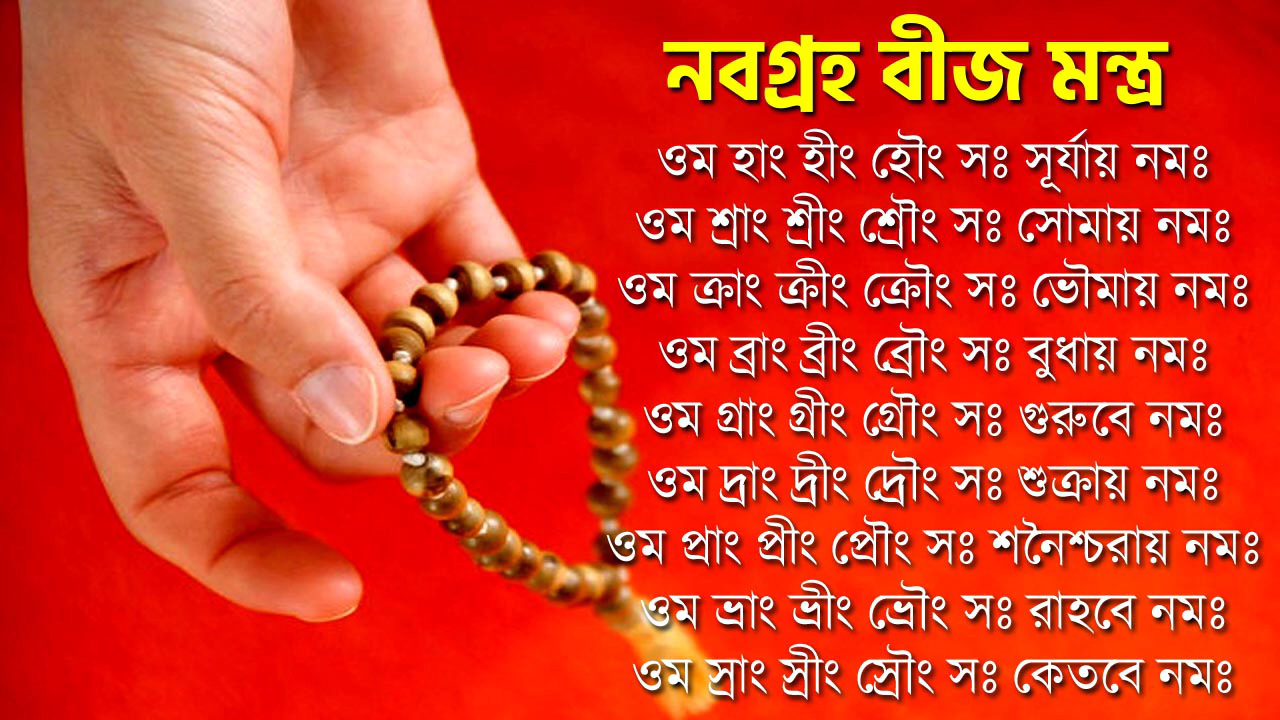 নবগ্রহ বীজ মন্ত্র
ওম হাং হীং হৌং সঃ সূর্যায় নমঃ
ওম শ্রাং শ্রীং শ্রৌং সঃ সোমায় নমঃ
ওম ক্রাং ক্রীং ক্রৌং সঃ ভৌমায় নমঃ
ওম ব্রাং ব্রীং ব্রৌং সঃ বুধায় নমঃ
ওম গ্রাং গ্রীং গ্রৌং সঃ গুরুবে নমঃ
ওম দ্রাং দ্রীং দ্রৌং সঃ শুক্রায় নমঃ
ওম প্রাং প্রীং প্রৌং সঃ শনৈশ্চরায় নমঃ
ওম ভ্রাং ভ্রীং ভ্রৌং সঃ রাহবে নমঃ
ওম স্রাং স্রীং স্রৌং সঃ কেতবে নমঃ